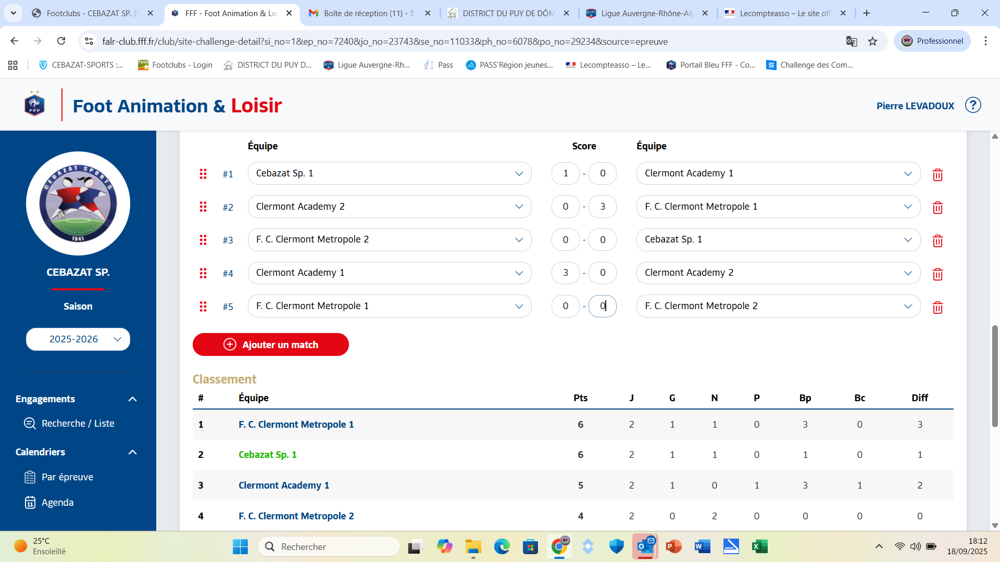 Footclubs - CEBAZAT SP. (5
FFF - Foot Animation & Loi
Boîte de réception (11) - 51
DISTRICT DU PUY DE DÔM
Ligue Auvergne-Rhône-Alp
Lecompteasso – Le site off
falr-club.fff.fr/club/site-challenge-detail?si_no=1&ep_no=7240&jo_no=23743&se_no=11033&ph_no=6078&po_no=29234&source=epreuve
Professionnel
CEBAZAT-SPORTS :...
Footclubs - Login
DISTRICT DU PUY D...
Ligue Auvergne-Rh...
Pass
PASS'Région jeunes...
Lecompteasso – Le...
Portail Bleu FFF - Co...
Challenge des Com...
FFF
Foot Animation & Loisir
Pierre LEVADOUX
?
CEBAZAT SPORTS
1941
CEBAZAT SP.
Saison
2025-2026
Engagements
Recherche / Liste
Calendriers
Par épreuve
Agenda
Équipe Score Équipe
#1 Cebazat Sp. 1 1 - 0 Clermont Academy 1
#2 Clermont Academy 2 0 - 3 F. C. Clermont Metropole 1
#3 F. C. Clermont Metropole 2 0 - 0 Cebazat Sp. 1
#4 Clermont Academy 1 3 - 0 Clermont Academy 2
#5 F. C. Clermont Metropole 1 0 - 0 F. C. Clermont Metropole 2
Ajouter un match
Classement
# Équipe Pts J G N P Bp Bc Diff
1 F. C. Clermont Metropole 1 6 2 1 1 0 3 0 3
2 Cebazat Sp. 1 6 2 1 1 0 1 0 1
3 Clermont Academy 1 5 2 1 0 1 3 1 2
4 F. C. Clermont Metropole 2 4 2 0 2 0 0 0 0
25°C
Ensoleillé
Rechercher
18:12
18/09/2025